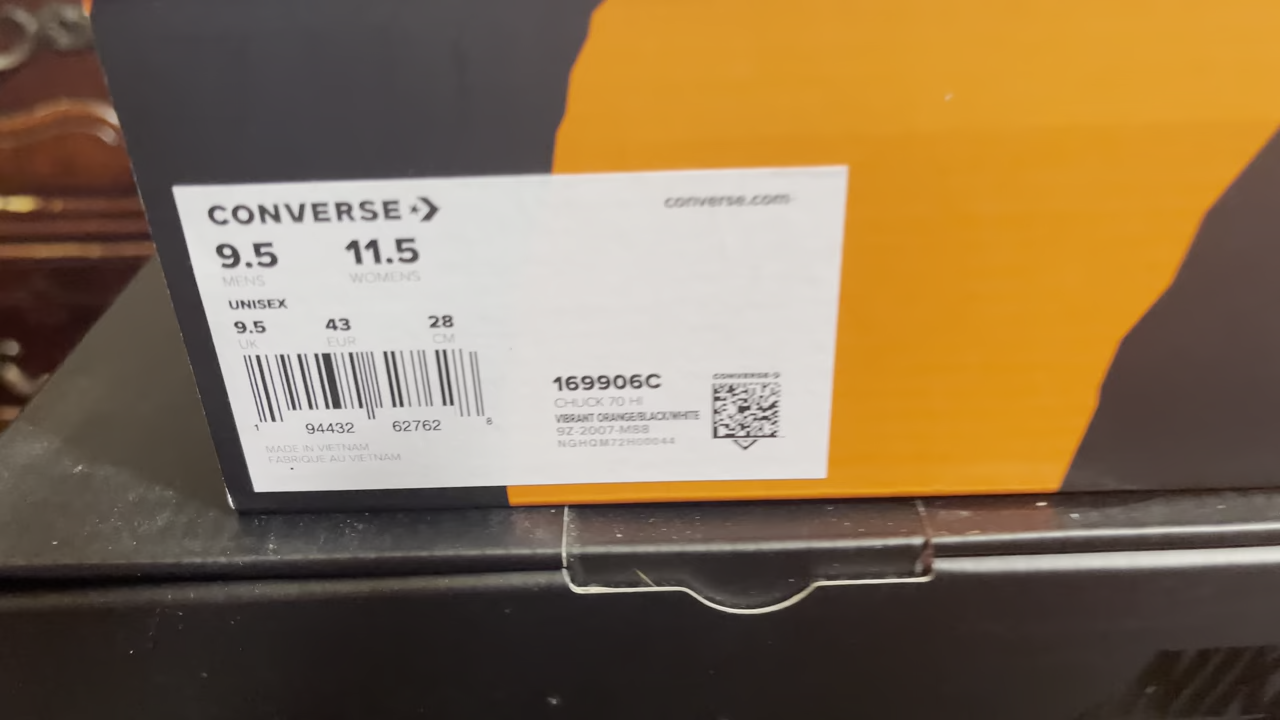 CONVERSE
converse.com
9.5 11.5
MENS WOMENS
UNISEX
9.5 43 28
UK EUR CM
1 94432 62762 8
MADE IN VIETNAM
FABRIQUE AU VIETNAM
169906C
CHUCK 70 HI
VIBRANT ORANGE/BLACK/WHITE
9Z-2007-M88
NGHQM72H00044
CONVERSE